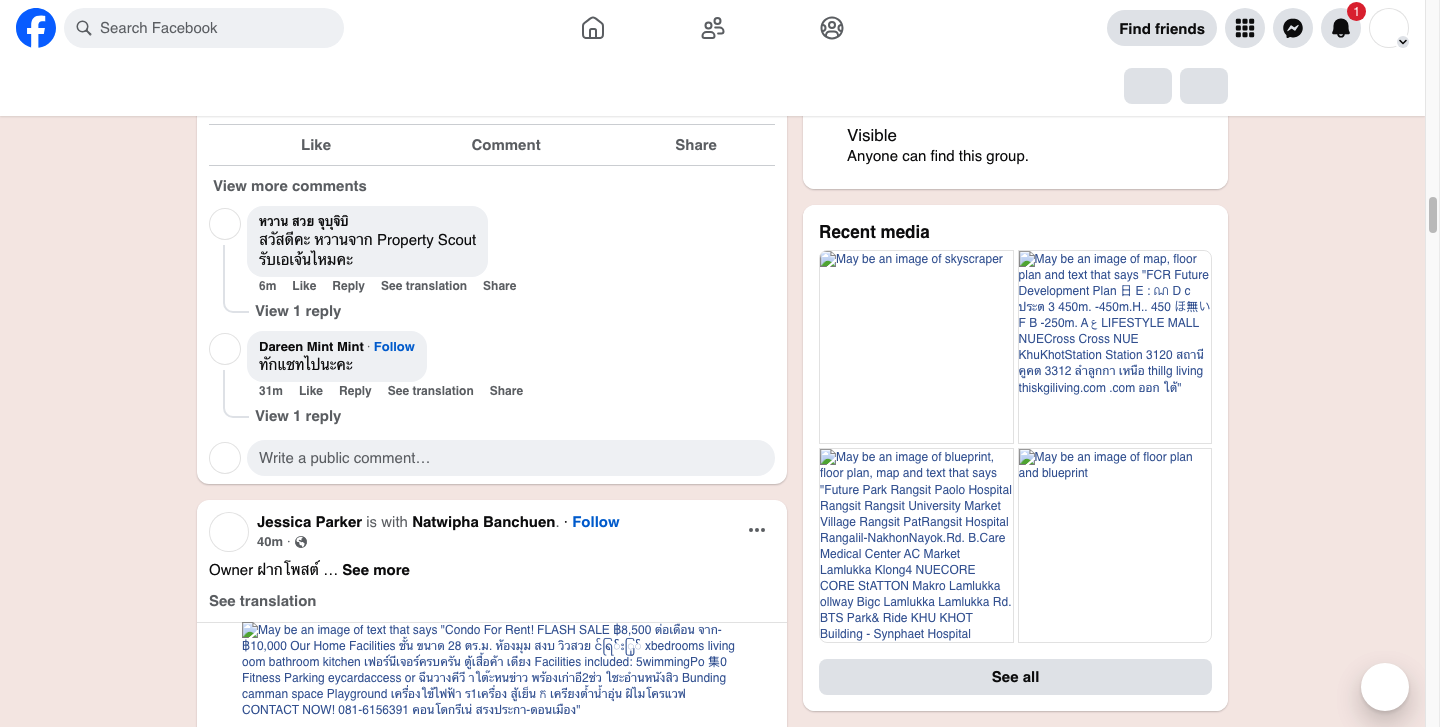 Search Facebook
Find friends
1
Like Comment Share
View more comments
หวาน สวย จุบุจิบิ
สวัสดีคะ หวานจาก Property Scout
รับเอเจ้นไหมคะ
6m Like Reply See translation Share
View 1 reply
Dareen Mint Mint · Follow
ทักแชทไปนะคะ
31m Like Reply See translation Share
View 1 reply
Write a public comment…
Jessica Parker is with Natwipha Banchuen. · Follow
40m ·
Owner ฝากโพสต์ … See more
See translation
May be an image of text that says "Condo For Rent! FLASH SALE ฿8,500 ต่อเดือน จาก-
฿10,000 Our Home Facilities ชั้น ขนาด 28 ตร.ม. ห้องมุม สงบ วิวสวย xbedrooms living
oom bathroom kitchen เฟอร์นีเจอร์ครบครัน ตู้เสื้อค้า เตียง Facilities included: 5wimmingPo 集0
Fitness Parking eycardaccess or ฉีนวางคีวี าไต๊ะทนข่าว พร้องเก่าอี2ช่ว ใชะอ่านหนังสิว Bunding
camman space Playground เครื่องใช้ไฟฟ้า ร1เครื่อง สู้เย็น ក เครียงต้ำน้ำอุ่น ฝิไมโครแวฟ
CONTACT NOW! 081-6156391 คอนโดกรีเน่ สรงประกา-ดอนเมือง"
Visible
Anyone can find this group.
Recent media
May be an image of skyscraper
May be an image of map, floor
plan and text that says "FCR Future
Development Plan 日 E : ณ D c
ประต 3 450m. -450m.H.. 450 ほ無い
F B -250m. A ع LIFESTYLE MALL
NUECross Cross NUE
KhuKhotStation Station 3120 สถานี
คูคต 3312 ลำลูกกา เหนือ thillg living
thiskgiliving.com .com ออก ใต้"
May be an image of blueprint,
floor plan, map and text that says
"Future Park Rangsit Paolo Hospital
Rangsit Rangsit University Market
Village Rangsit PatRangsit Hospital
Rangalil-NakhonNayok.Rd. B.Care
Medical Center AC Market
Lamlukka Klong4 NUECORE
CORE StATTON Makro Lamlukka
ollway Bigc Lamlukka Lamlukka Rd.
BTS Park& Ride KHU KHOT
Building - Synphaet Hospital
May be an image of floor plan
and blueprint
See all